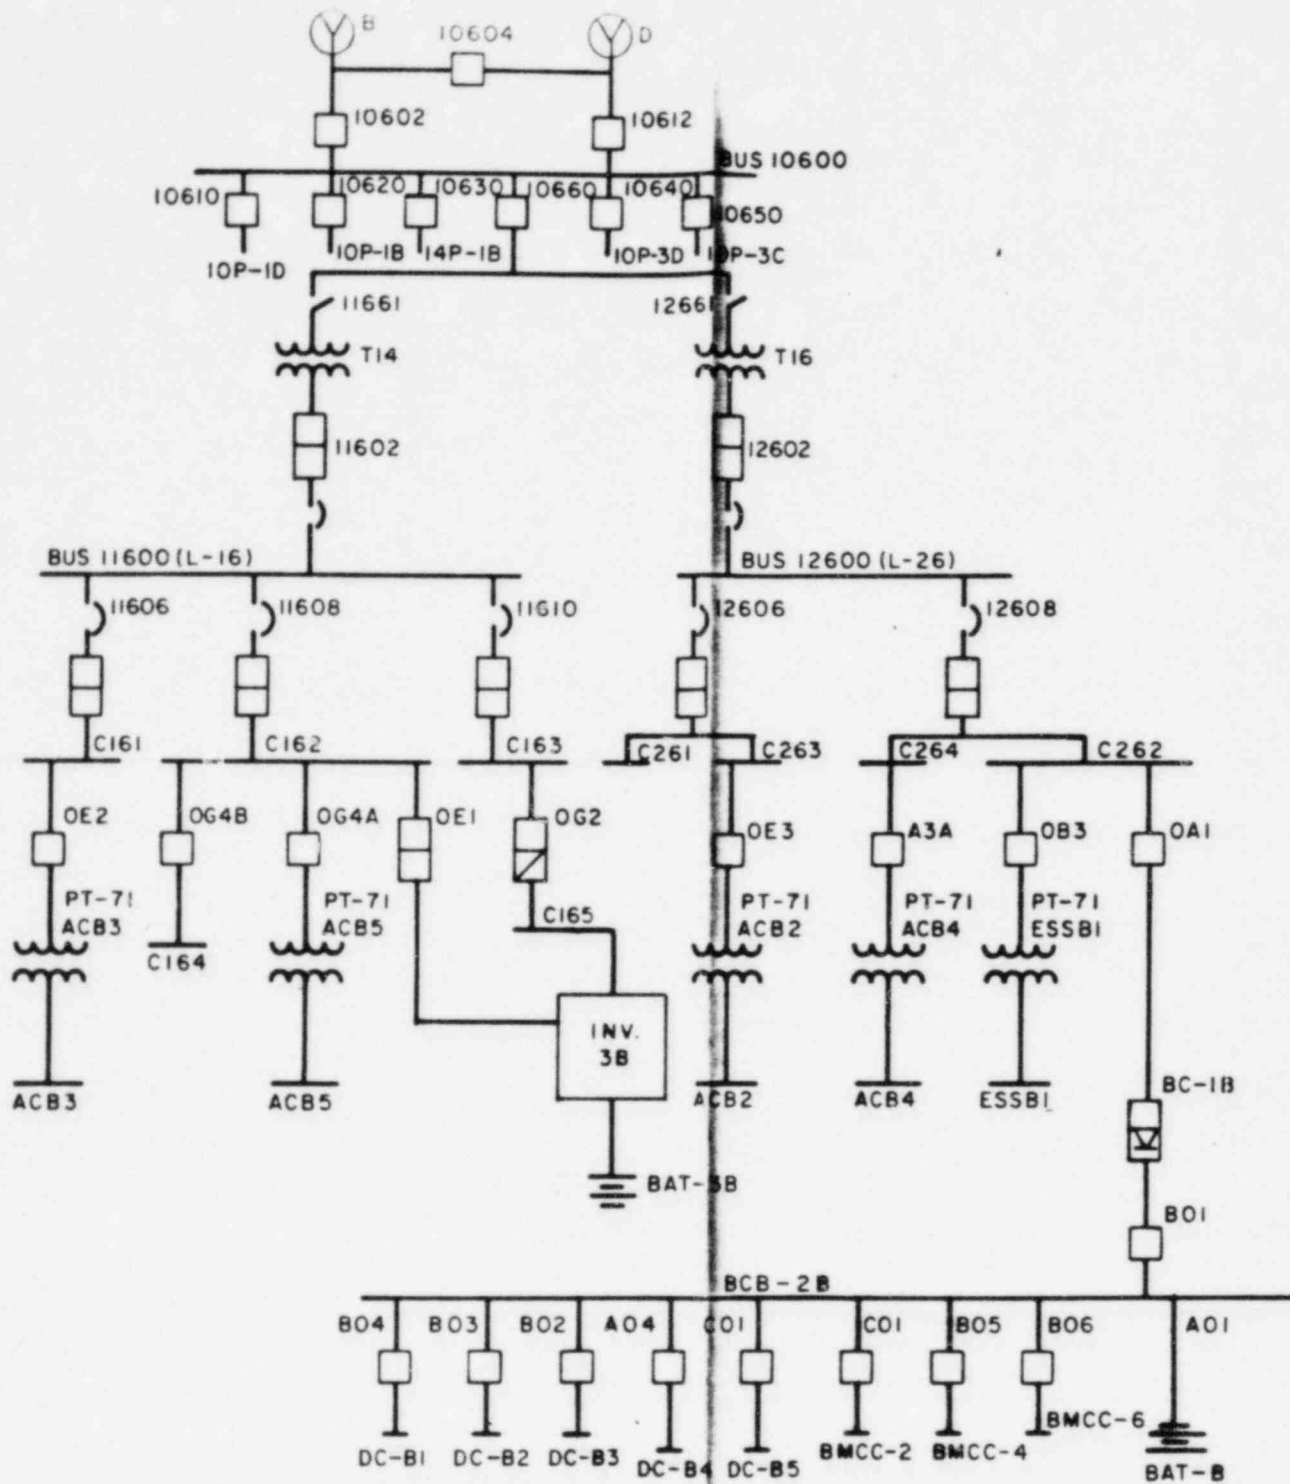 B
10604
D
10602
10612
BUS 10600
10610
10620
10630
10660
10640
10650
10P-1D
10P-1B
14P-1B
10P-3D
10P-3C
11661
12661
T14
T16
11602
12602
BUS 11600 (L-16)
BUS 12600 (L-26)
11606
11608
11610
12606
12608
C161
C162
C163
C261
C263
C264
C262
OE2
OG4B
OG4A
OE1
OG2
OE3
A3A
OB3
OA1
PT-71
ACB3
PT-71
ACB5
C165
PT-71
ACB2
PT-71
ACB4
PT-71
ESSB1
C164
INV.
3B
ACB3
ACB5
ACB2
ACB4
ESSB1
BC-1B
BAT-3B
B01
BCB-2B
B04
B03
B02
A04
C01
C01
B05
B06
A01
DC-B1
DC-B2
DC-B3
DC-B4
DC-B5
BMCC-2
BMCC-4
BMCC-6
BAT-B